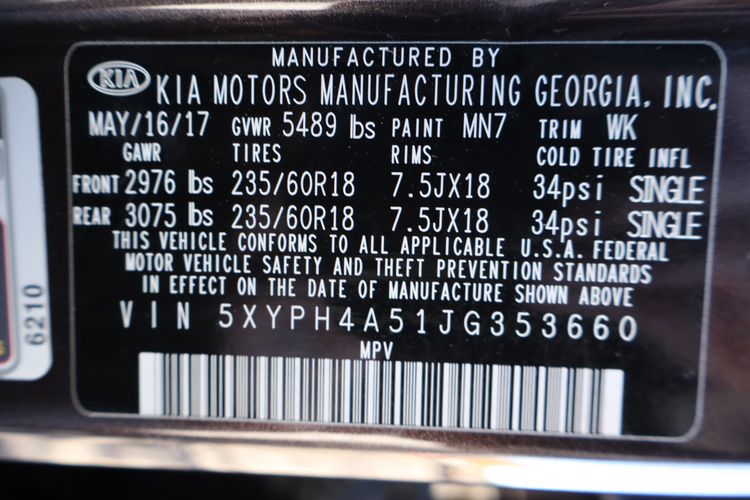 MANUFACTURED BY
KIA KIA MOTORS MANUFACTURING GEORGIA, INC.
MAY/16/17 GVWR 5489 lbs PAINT MN7 TRIM WK
GAWR TIRES RIMS COLD TIRE INFL
FRONT 2976 lbs 235/60R18 7.5JX18 34psi SINGLE
REAR 3075 lbs 235/60R18 7.5JX18 34psi SINGLE
THIS VEHICLE CONFORMS TO ALL APPLICABLE U.S.A. FEDERAL
MOTOR VEHICLE SAFETY AND THEFT PREVENTION STANDARDS
IN EFFECT ON THE DATE OF MANUFACTURE SHOWN ABOVE
VIN 5XYPH4A51JG353660
MPV
6210